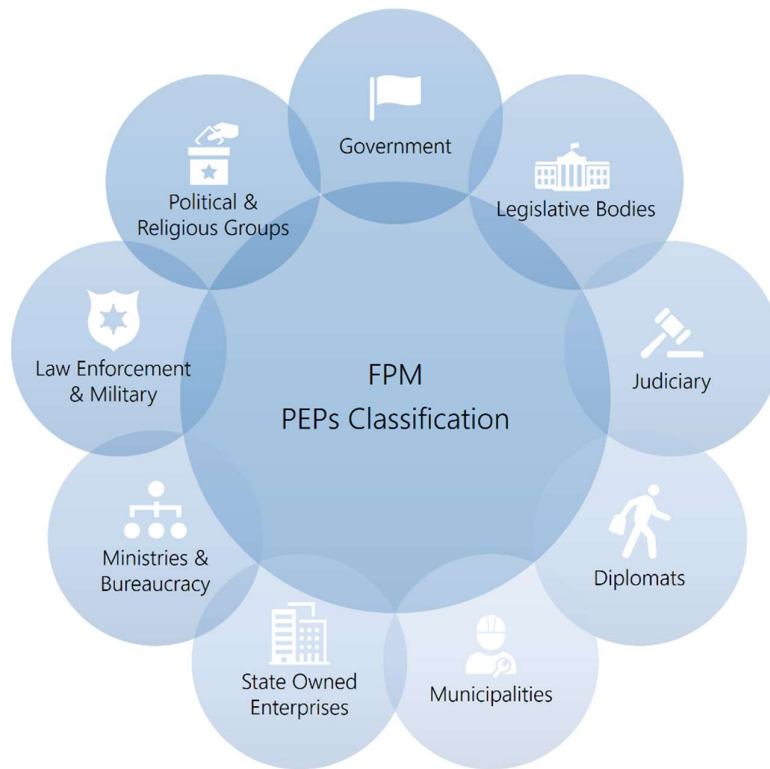 Government
Legislative Bodies
Judiciary
Diplomats
Municipalities
State Owned
Enterprises
Ministries &
Bureaucracy
Law Enforcement
& Military
Political &
Religious Groups
FPM
PEPs Classification